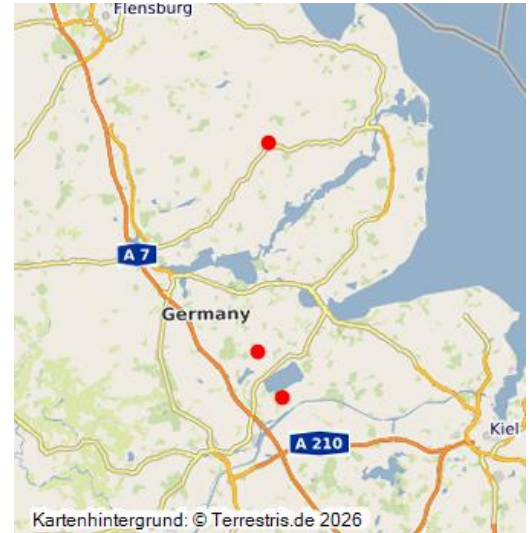 Flensburg
A 7
Germany
A 210
Kiel
Kartenhintergrund: © Terrestris.de 2026